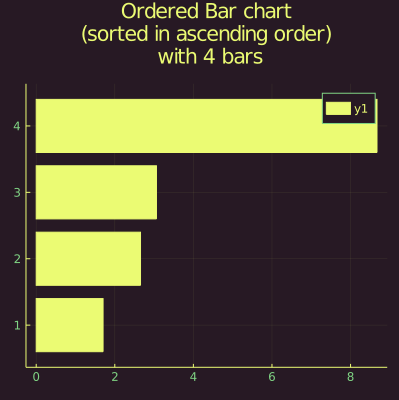 Ordered Bar chart
(sorted in ascending order)
with 4 bars
y1
4
3
2
1
0 2 4 6 8